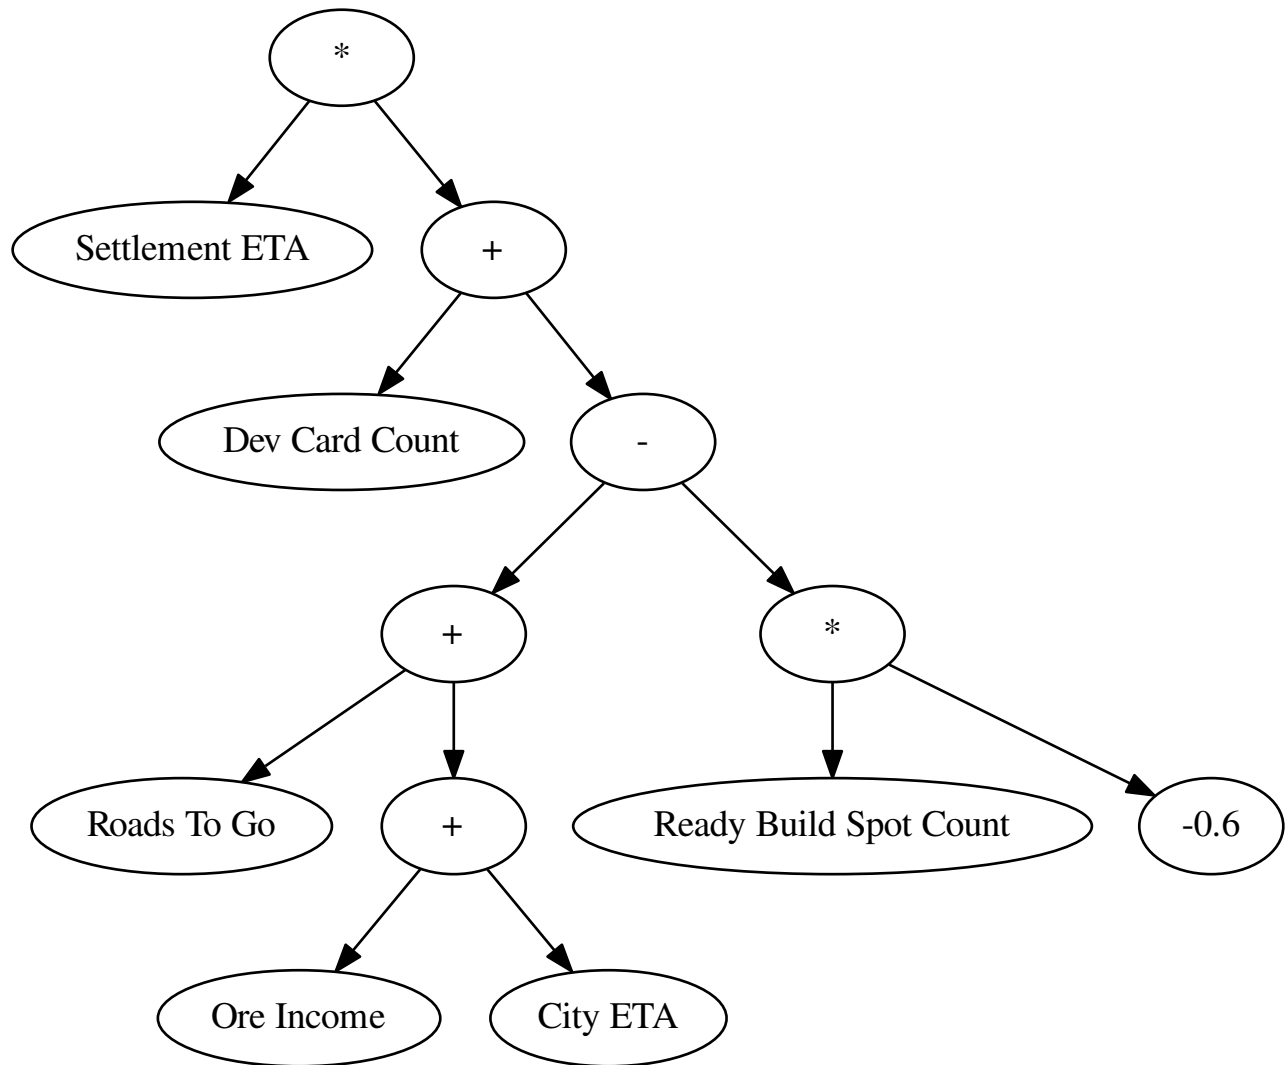 *
Settlement ETA
+
Dev Card Count
-
+
*
Roads To Go
+
Ready Build Spot Count
-0.6
Ore Income
City ETA